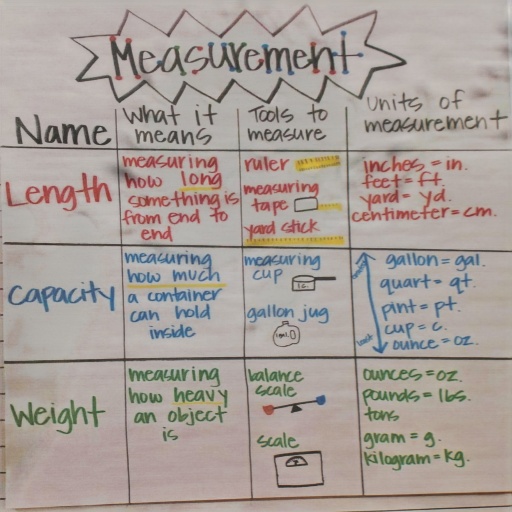 Measurement
Name
What it
means
Tools to
measure
Units of
measurement
Length
measuring
how long
something is
from end to
end
ruler
measuring
tape
yard stick
inches = in.
feet = ft.
yard = yd.
centimeter = cm.
Capacity
measuring
how much
a container
can hold
inside
measuring
cup
1c.
gallon jug
gallon = gal.
quart = qt.
pint = pt.
cup = c.
ounce = oz.
Weight
measuring
how heavy
an object
is
balance
scale
scale
ounces = oz.
pounds = lbs.
tons
gram = g.
kilogram = kg.